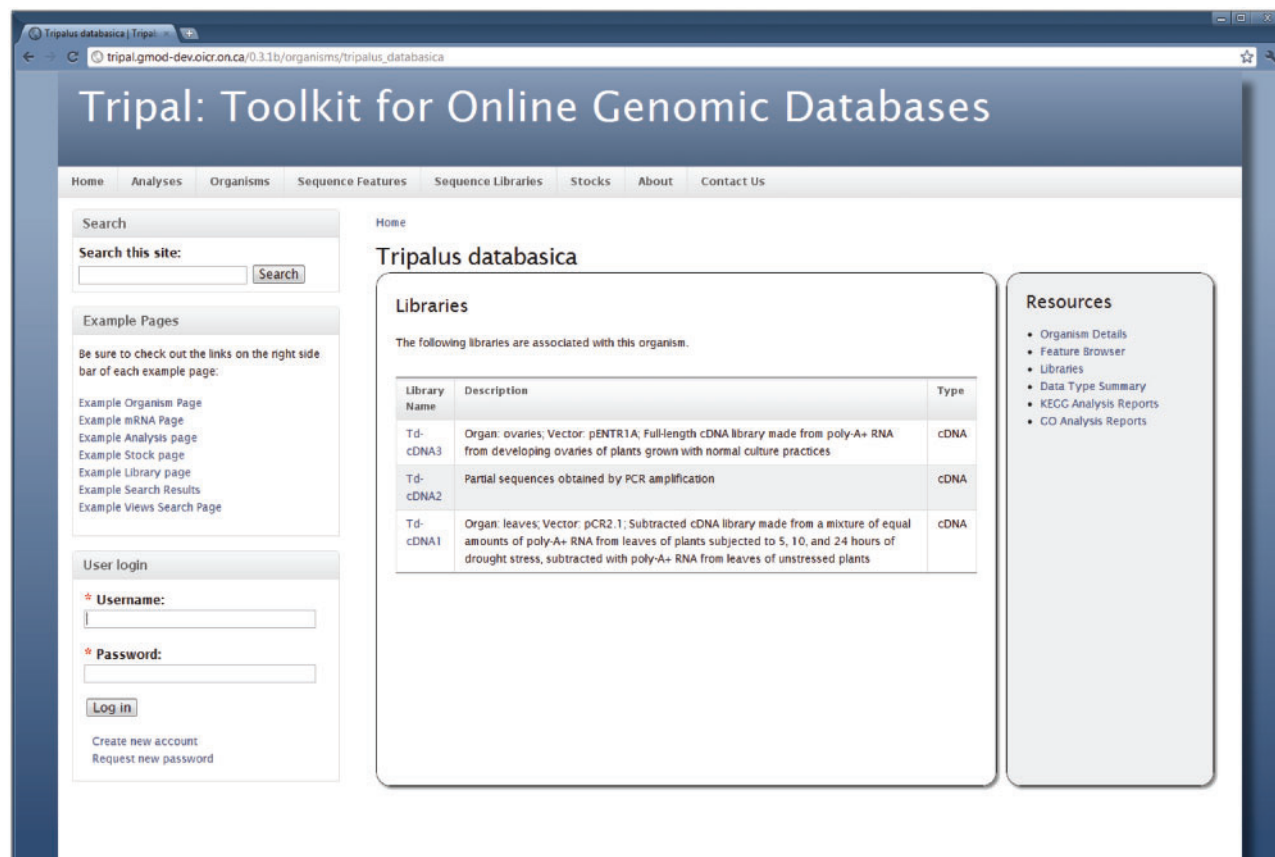 Tripalus databasica | Tripal:
tripal.gmod-dev.oicr.on.ca/0.3.1b/organisms/tripalus_databasica
Tripal: Toolkit for Online Genomic Databases
Home Analyses Organisms Sequence Features Sequence Libraries Stocks About Contact Us
Search
Search this site:
Search
Example Pages
Be sure to check out the links on the right side
bar of each example page:
Example Organism Page
Example mRNA Page
Example Analysis page
Example Stock page
Example Library page
Example Search Results
Example Views Search Page
User login
* Username:
* Password:
Log in
Create new account
Request new password
Home
Tripalus databasica
Libraries
The following libraries are associated with this organism.
Library Description Type
Name
Td- Organ: ovaries; Vector: pENTR1A; Full-length cDNA library made from poly-A+ RNA cDNA
cDNA3 from developing ovaries of plants grown with normal culture practices
Td- Partial sequences obtained by PCR amplification cDNA
cDNA2
Td- Organ: leaves; Vector: pCR2.1; Subtracted cDNA library made from a mixture of equal cDNA
cDNA1 amounts of poly-A+ RNA from leaves of plants subjected to 5, 10, and 24 hours of
drought stress, subtracted with poly-A+ RNA from leaves of unstressed plants
Resources
• Organism Details
• Feature Browser
• Libraries
• Data Type Summary
• KEGG Analysis Reports
• GO Analysis Reports